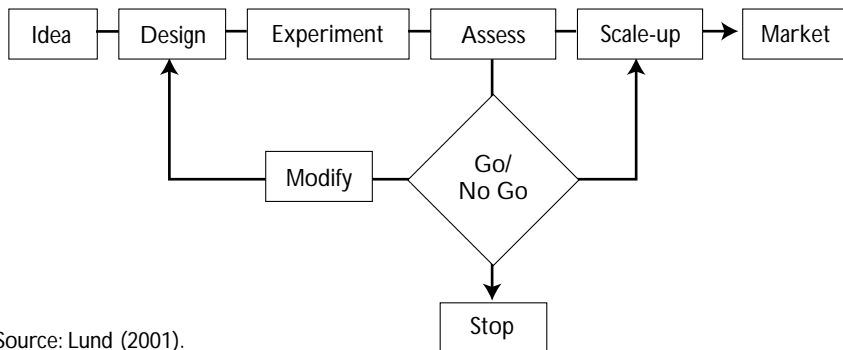 Idea
Design
Experiment
Assess
Scale-up
Market
Modify
Go/
No Go
Stop
Source: Lund (2001).